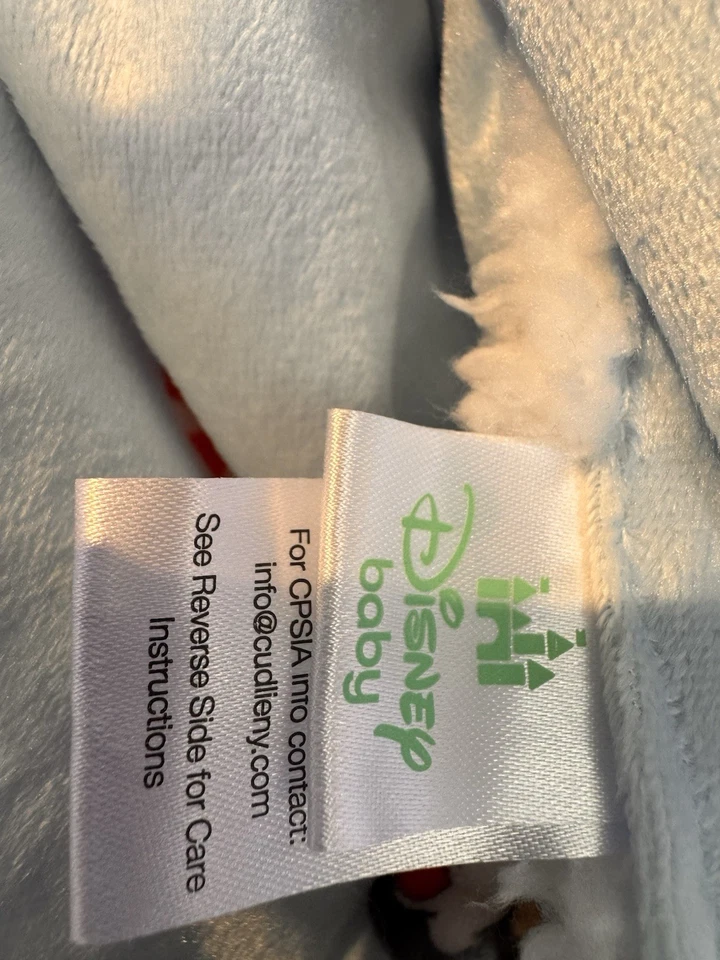 Disney
baby
For CPSIA info contact:
info@cudlieny.com
See Reverse Side for Care
Instructions